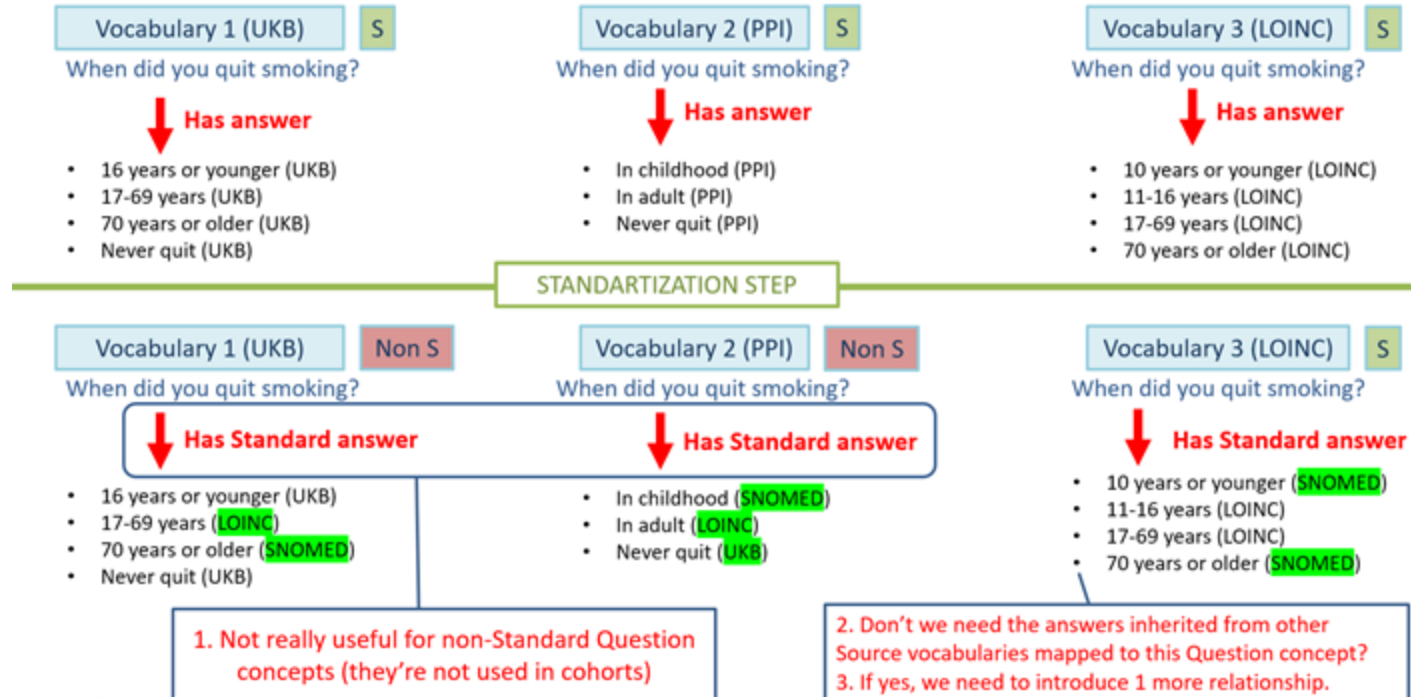 Vocabulary 1 (UKB) S
When did you quit smoking?
Has answer
• 16 years or younger (UKB)
• 17-69 years (UKB)
• 70 years or older (UKB)
• Never quit (UKB)
Vocabulary 2 (PPI) S
When did you quit smoking?
Has answer
• In childhood (PPI)
• In adult (PPI)
• Never quit (PPI)
Vocabulary 3 (LOINC) S
When did you quit smoking?
Has answer
• 10 years or younger (LOINC)
• 11-16 years (LOINC)
• 17-69 years (LOINC)
• 70 years or older (LOINC)
STANDARTIZATION STEP
Vocabulary 1 (UKB) Non S
When did you quit smoking?
Has Standard answer
• 16 years or younger (UKB)
• 17-69 years (LOINC)
• 70 years or older (SNOMED)
• Never quit (UKB)
Vocabulary 2 (PPI) Non S
When did you quit smoking?
Has Standard answer
• In childhood (SNOMED)
• In adult (LOINC)
• Never quit (UKB)
Vocabulary 3 (LOINC) S
When did you quit smoking?
Has Standard answer
• 10 years or younger (SNOMED)
• 11-16 years (LOINC)
• 17-69 years (LOINC)
• 70 years or older (SNOMED)
1. Not really useful for non-Standard Question
concepts (they're not used in cohorts)
2. Don't we need the answers inherited from other
Source vocabularies mapped to this Question concept?
3. If yes, we need to introduce 1 more relationship.